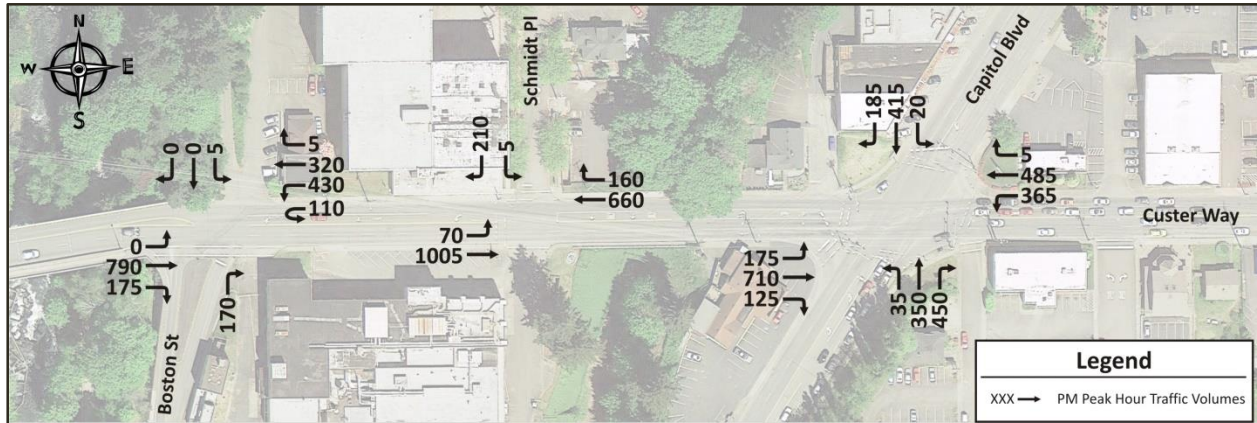 N
W
E
S
Schmidt Pl
Capitol Blvd
0
0
5
5
320
430
110
210
5
160
660
185
415
20
5
485
365
Custer Way
0
790
175
170
70
1005
175
710
125
35
350
450
Boston St
Legend
XXX PM Peak Hour Traffic Volumes